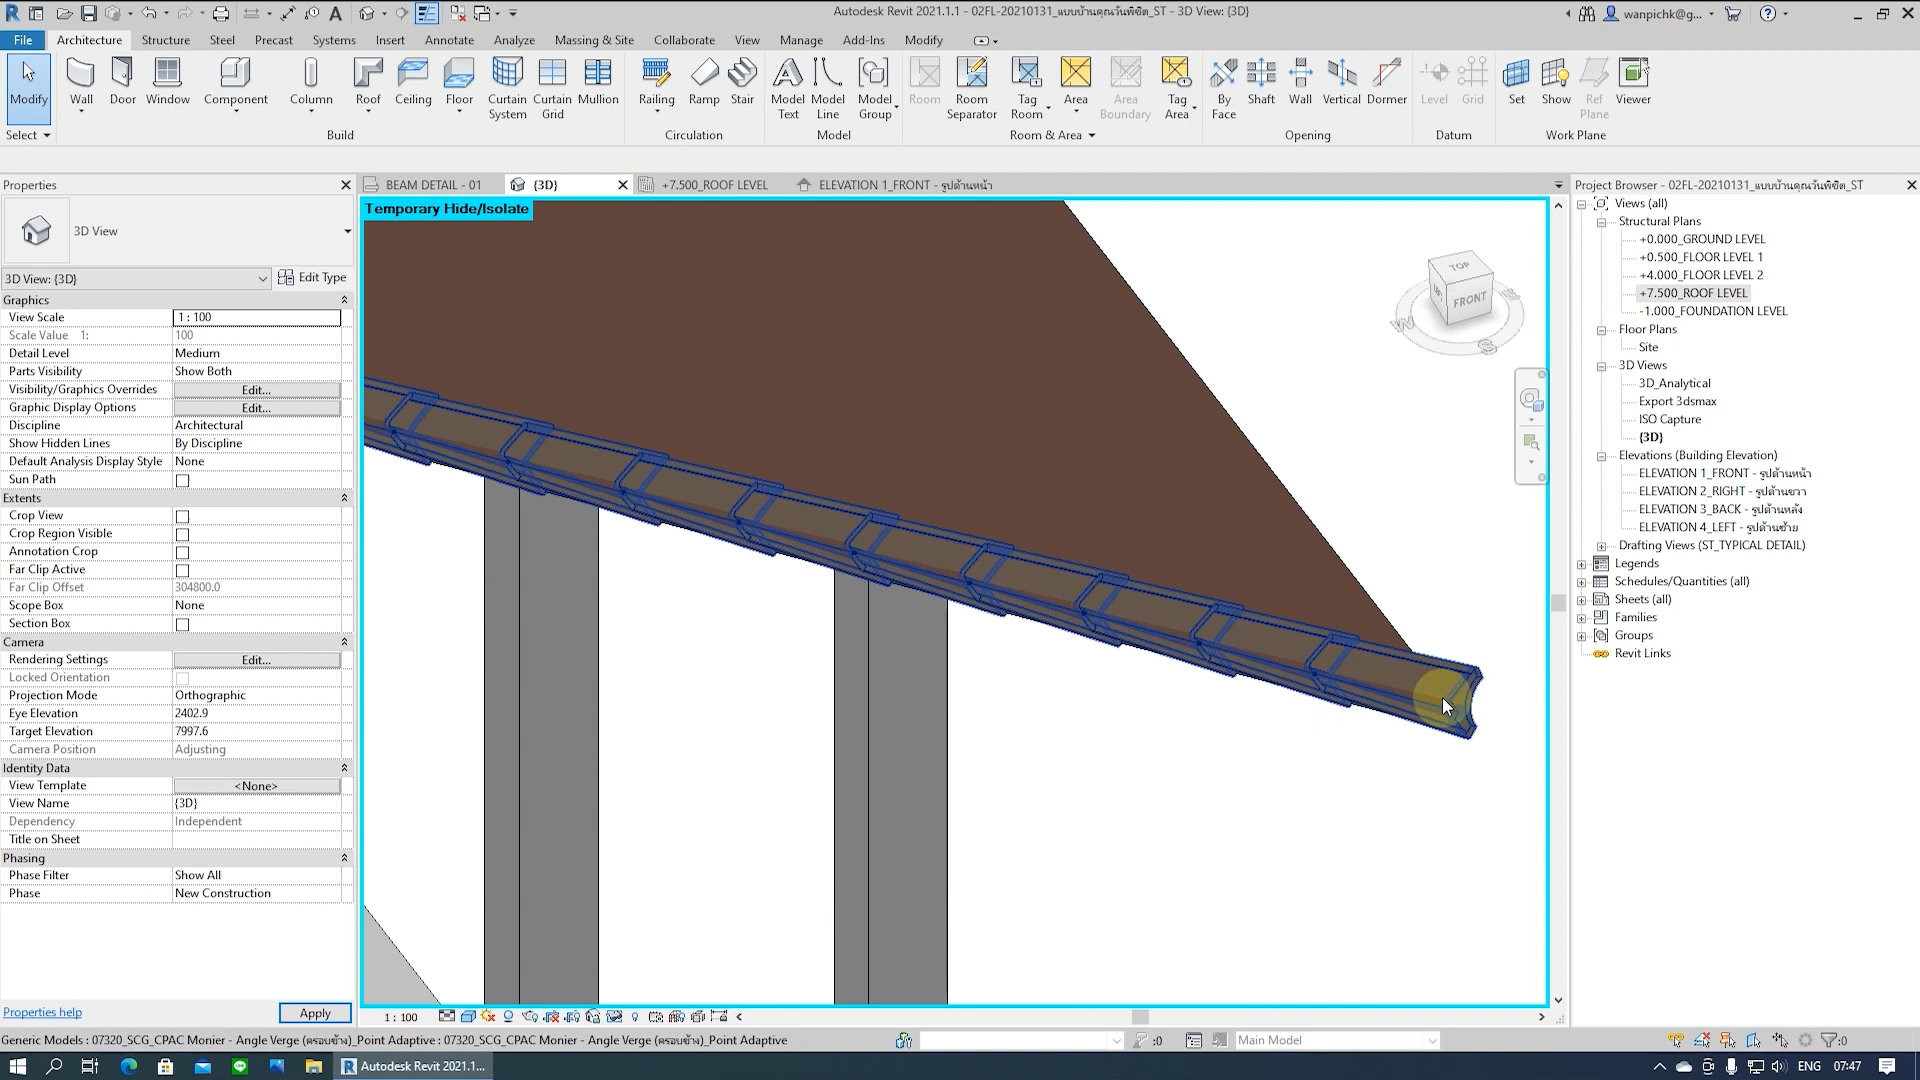 Autodesk Revit 2021.1.1 - 02FL-20210131_แบบบ้านคุณวันพิชิต_ST - 3D View: {3D}
wanpichk@g...
File Architecture Structure Steel Precast Systems Insert Annotate Analyze Massing & Site Collaborate View Manage Add-Ins Modify
Modify Wall Door Window Component Column Roof Ceiling Floor Curtain System Curtain Grid Mullion Railing Ramp Stair Model Text Model Line Model Group Room Room Separator Tag Room Area Area Boundary Tag Area By Face Shaft Wall Vertical Dormer Level Grid Set Show Ref Plane Viewer
Select Build Circulation Model Room & Area Opening Datum Work Plane
Properties
3D View
3D View: {3D} Edit Type
Graphics
View Scale 1 : 100
Scale Value 1: 100
Detail Level Medium
Parts Visibility Show Both
Visibility/Graphics Overrides Edit...
Graphic Display Options Edit...
Discipline Architectural
Show Hidden Lines By Discipline
Default Analysis Display Style None
Sun Path
Extents
Crop View
Crop Region Visible
Annotation Crop
Far Clip Active
Far Clip Offset 304800.0
Scope Box None
Section Box
Camera
Rendering Settings Edit...
Locked Orientation
Projection Mode Orthographic
Eye Elevation 2402.9
Target Elevation 7997.6
Camera Position Adjusting
Identity Data
View Template <None>
View Name {3D}
Dependency Independent
Title on Sheet
Phasing
Phase Filter Show All
Phase New Construction
Properties help Apply
BEAM DETAIL - 01 {3D} +7.500_ROOF LEVEL ELEVATION 1_FRONT - รูปด้านหน้า
Temporary Hide/Isolate
TOP
FRONT
W
S
1 : 100
Project Browser - 02FL-20210131_แบบบ้านคุณวันพิชิต_ST
Views (all)
Structural Plans
+0.000_GROUND LEVEL
+0.500_FLOOR LEVEL 1
+4.000_FLOOR LEVEL 2
+7.500_ROOF LEVEL
-1.000_FOUNDATION LEVEL
Floor Plans
Site
3D Views
3D_Analytical
Export 3dsmax
ISO Capture
{3D}
Elevations (Building Elevation)
ELEVATION 1_FRONT - รูปด้านหน้า
ELEVATION 2_RIGHT - รูปด้านขวา
ELEVATION 3_BACK - รูปด้านหลัง
ELEVATION 4_LEFT - รูปด้านซ้าย
Drafting Views (ST_TYPICAL DETAIL)
Legends
Schedules/Quantities (all)
Sheets (all)
Families
Groups
Revit Links
Generic Models : 07320_SCG_CPAC Monier - Angle Verge (ครอบข้าง)_Point Adaptive : 07320_SCG_CPAC Monier - Angle Verge (ครอบข้าง)_Point Adaptive :0 Main Model :0
Autodesk Revit 2021.1... ENG 07:47